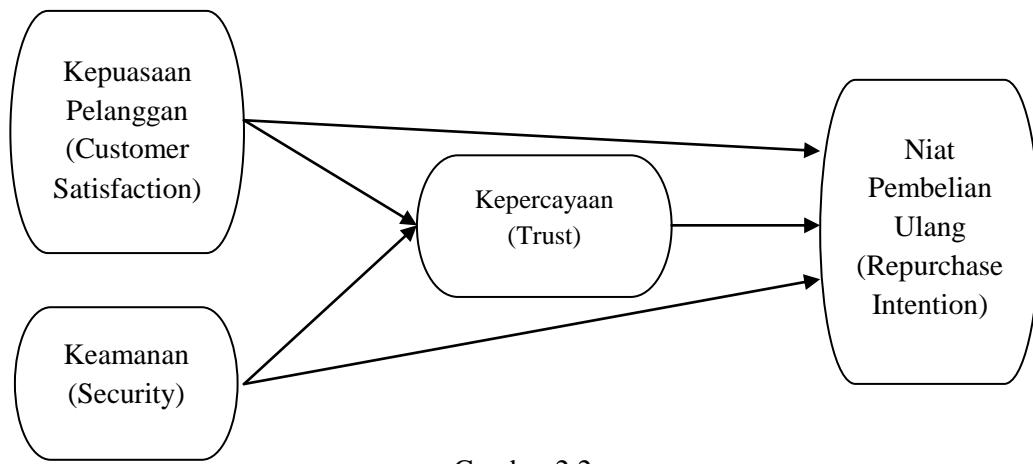 Kepuasaan
Pelanggan
(Customer
Satisfaction)
Kepercayaan
(Trust)
Niat
Pembelian
Ulang
(Repurchase
Intention)
Keamanan
(Security)